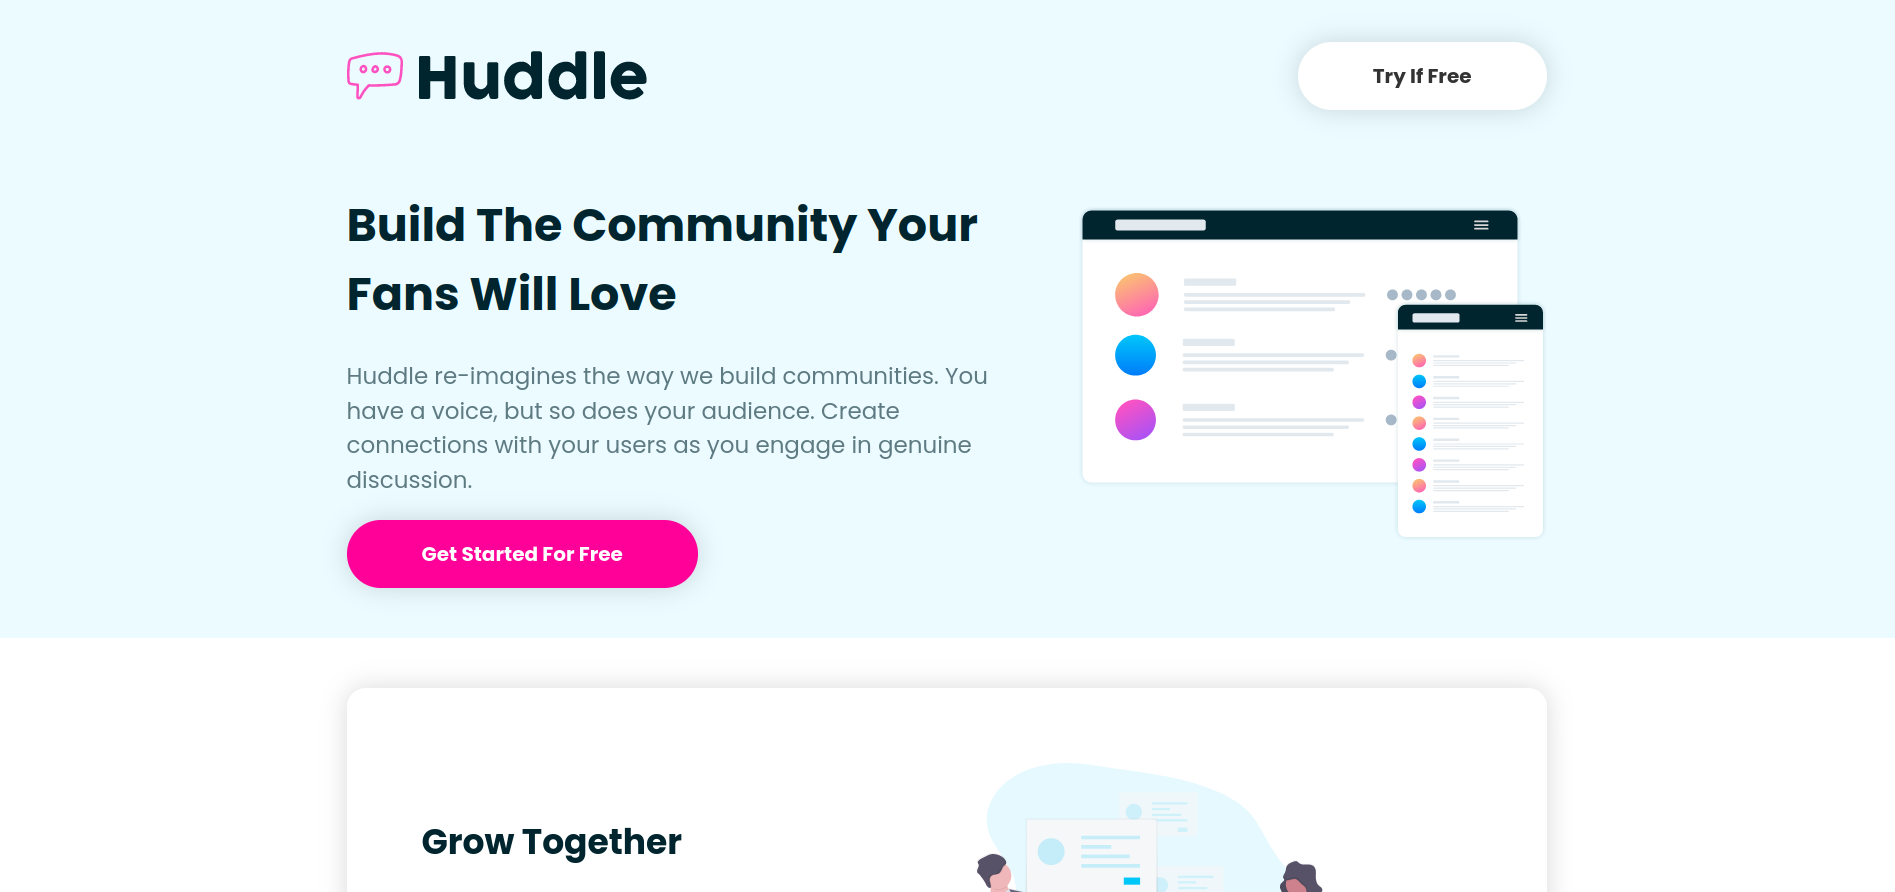 Huddle
Try If Free
Build The Community Your
Fans Will Love
Huddle re-imagines the way we build communities. You
have a voice, but so does your audience. Create
connections with your users as you engage in genuine
discussion.
Get Started For Free
Grow Together